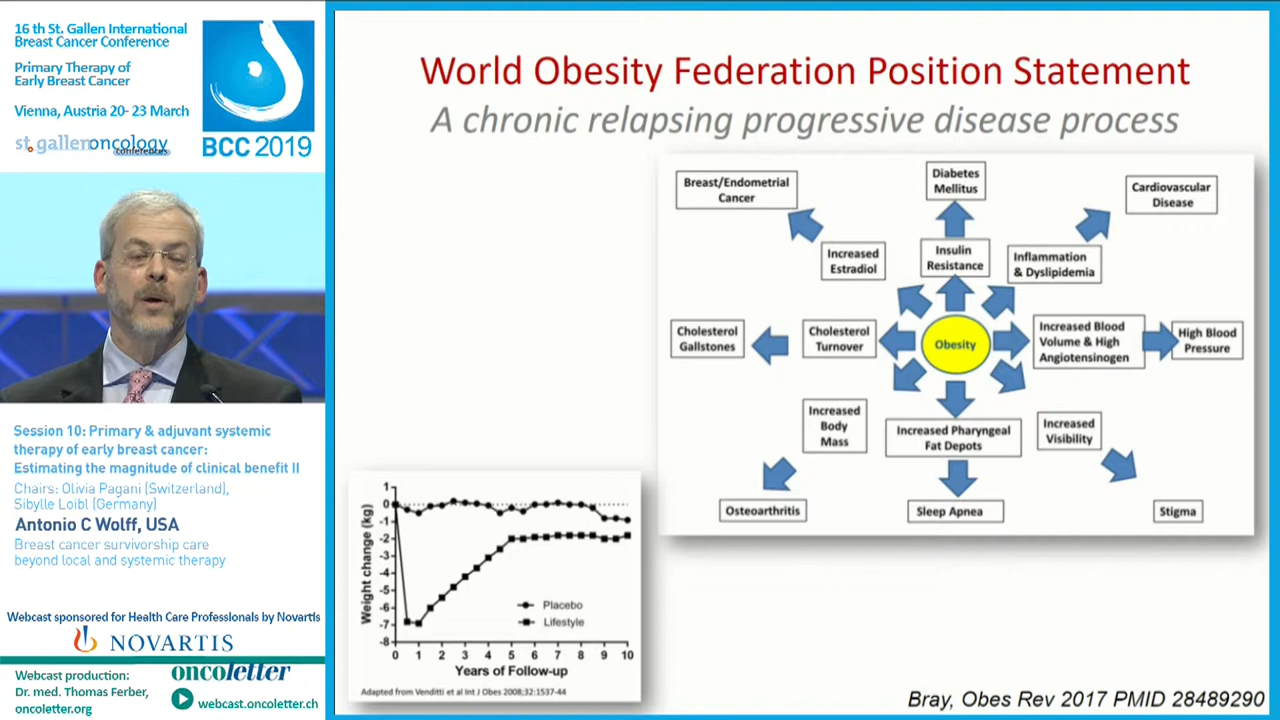 16 th St. Gallen International
Breast Cancer Conference
Primary Therapy of
Early Breast Cancer
Vienna, Austria 20- 23 March
st.gallenoncology
conferences
BCC 2019
Session 10: Primary & adjuvant systemic
therapy of early breast cancer:
Estimating the magnitude of clinical benefit II
Chairs: Olivia Pagani (Switzerland),
Sibylle Loibl (Germany)
Antonio C Wolff, USA
Breast cancer survivorship care
beyond local and systemic therapy
Webcast sponsored for Health Care Professionals by Novartis
NOVARTIS
Webcast production:
Dr. med. Thomas Ferber,
oncoletter.org
oncoletter
webcast.oncoletter.ch
World Obesity Federation Position Statement
A chronic relapsing progressive disease process
Breast/Endometrial
Cancer
Diabetes
Mellitus
Cardiovascular
Disease
Increased
Estradiol
Insulin
Resistance
Inflammation
& Dyslipidemia
Cholesterol
Gallstones
Cholesterol
Turnover
Obesity
Increased Blood
Volume & High
Angiotensinogen
High Blood
Pressure
Increased
Body
Mass
Increased Pharyngeal
Fat Depots
Increased
Visibility
Osteoarthritis
Sleep Apnea
Stigma
Weight change (kg)
1
0
-1
-2
-3
-4
-5
-6
-7
-8
Placebo
Lifestyle
0 1 2 3 4 5 6 7 8 9 10
Years of Follow-up
Adapted from Venditti et al Int J Obes 2008;32:1537-44
Bray, Obes Rev 2017 PMID 28489290